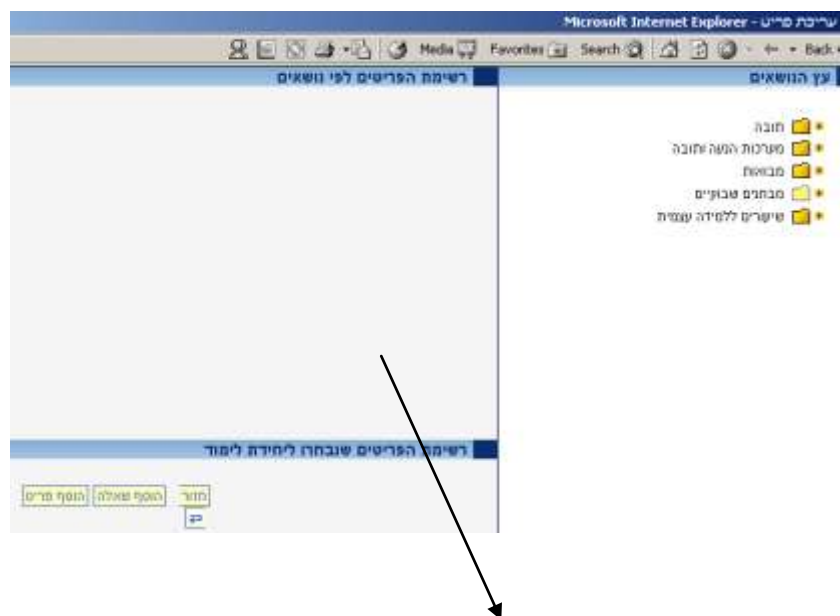 עריכת פריט - Microsoft Internet Explorer
Back Search Favorites Media
עץ הנושאים
חובה
מערכות הנעה ותובה
מבואות
מבחנים שבוקיים
שיעורים ללמידה עצמית
רשימת הפריטים לפי נושאים
רשימת הפריטים שנבחרו ליחידת לימוד
חזור הוסף שאלה הוסף פריט